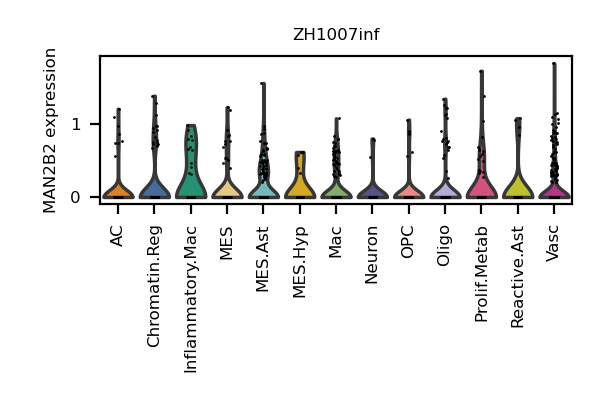 ZH1007inf
MAN2B2 expression
1
0
AC
Chromatin.Reg
Inflammatory.Mac
MES
MES.Ast
MES.Hyp
Mac
Neuron
OPC
Oligo
Prolif.Metab
Reactive.Ast
Vasc